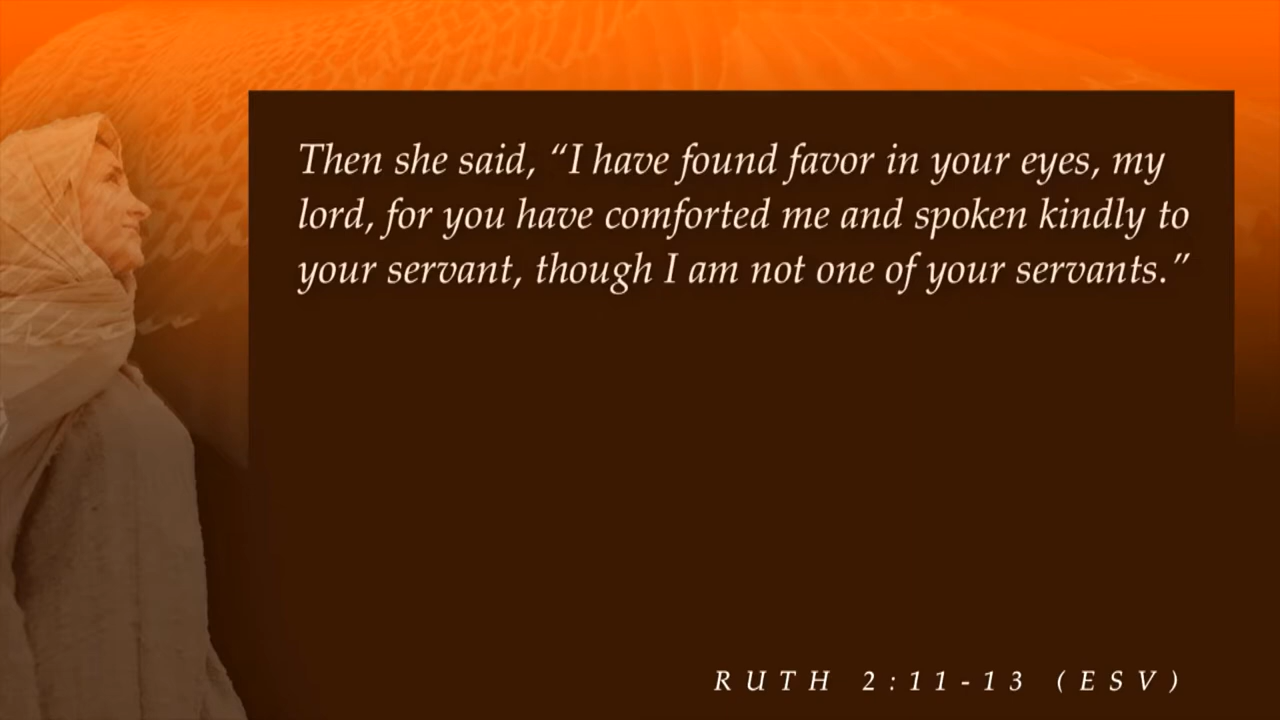 Then she said, “I have found favor in your eyes, my
lord, for you have comforted me and spoken kindly to
your servant, though I am not one of your servants.”
RUTH 2:11-13 (ESV)